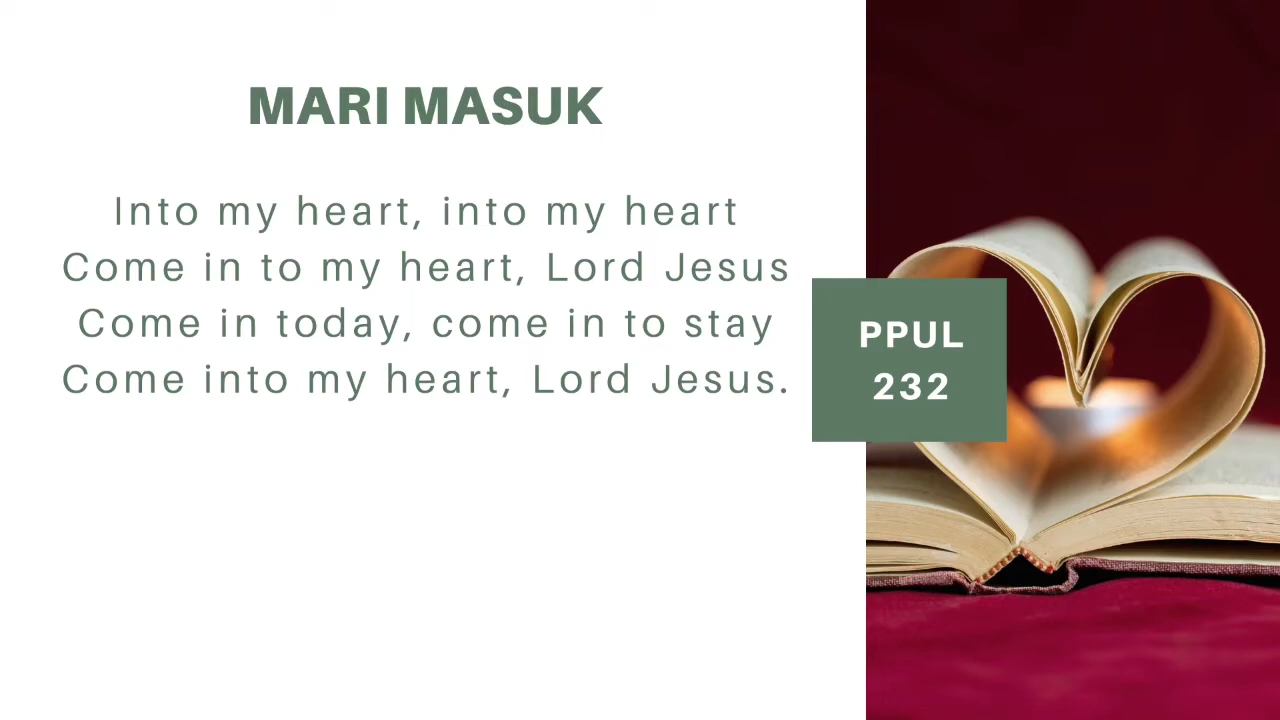 MARI MASUK
Into my heart, into my heart
Come in to my heart, Lord Jesus
Come in today, come in to stay
Come into my heart, Lord Jesus.
PPUL
232